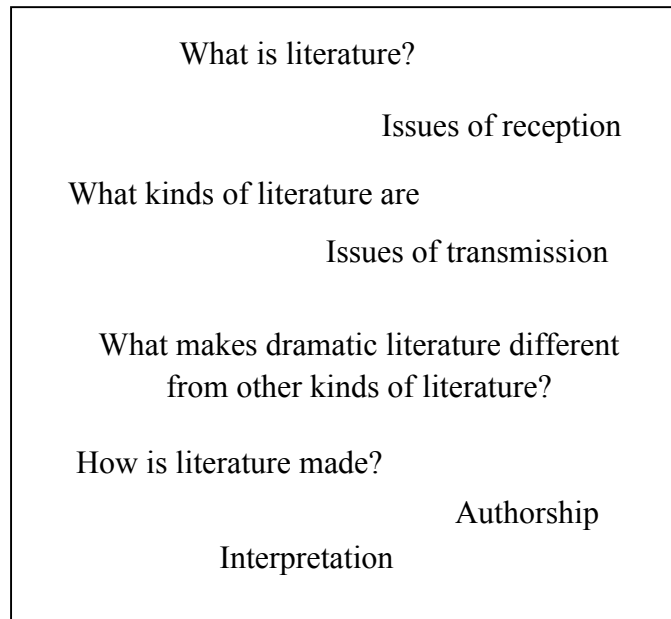 What is literature?
Issues of reception
What kinds of literature are
Issues of transmission
What makes dramatic literature different
from other kinds of literature?
How is literature made?
Authorship
Interpretation